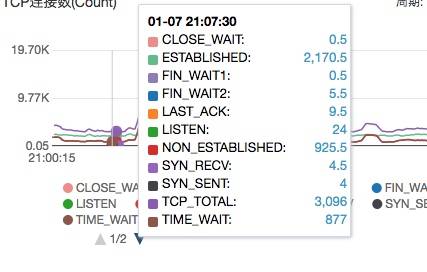 TCP连接数(Count)
周期:
01-07 21:07:30
CLOSE_WAIT: 0.5
ESTABLISHED: 2,170.5
FIN_WAIT1: 0.5
FIN_WAIT2: 5.5
LAST_ACK: 9.5
LISTEN: 24
NON_ESTABLISHED: 925.5
SYN_RECV: 4.5
SYN_SENT: 4
TCP_TOTAL: 3,096
TIME_WAIT: 877
19.70K
9.77K
0.05
21:00:15
CLOSE_WA
FIN_WA
LISTEN
SYN_SE
TIME_WAIT
1/2